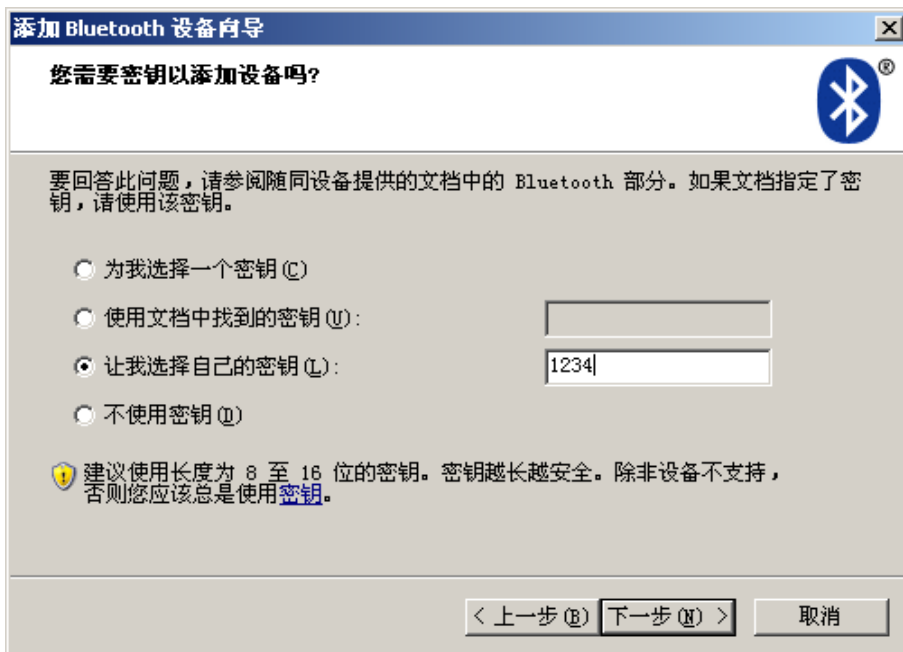 添加 Bluetooth 设备向导
您需要密钥以添加设备吗?
®
要回答此问题，请参阅随同设备提供的文档中的 Bluetooth 部分。如果文档指定了密
钥，请使用该密钥。
为我选择一个密钥(C)
使用文档中找到的密钥(U):
让我选择自己的密钥(L): 1234
不使用密钥(D)
建议使用长度为 8 至 16 位的密钥。密钥越长越安全。除非设备不支持，
否则您应该总是使用密钥。
< 上一步(B) 下一步(N) > 取消